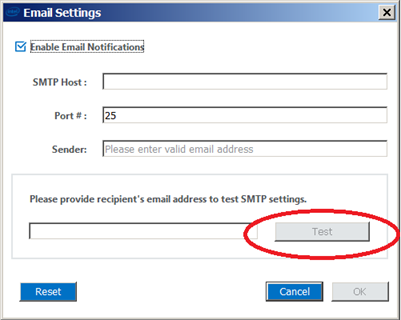 Email Settings
Enable Email Notifications
SMTP Host :
Port # : 25
Sender: Please enter valid email address
Please provide recipient's email address to test SMTP settings.
Test
Reset Cancel OK